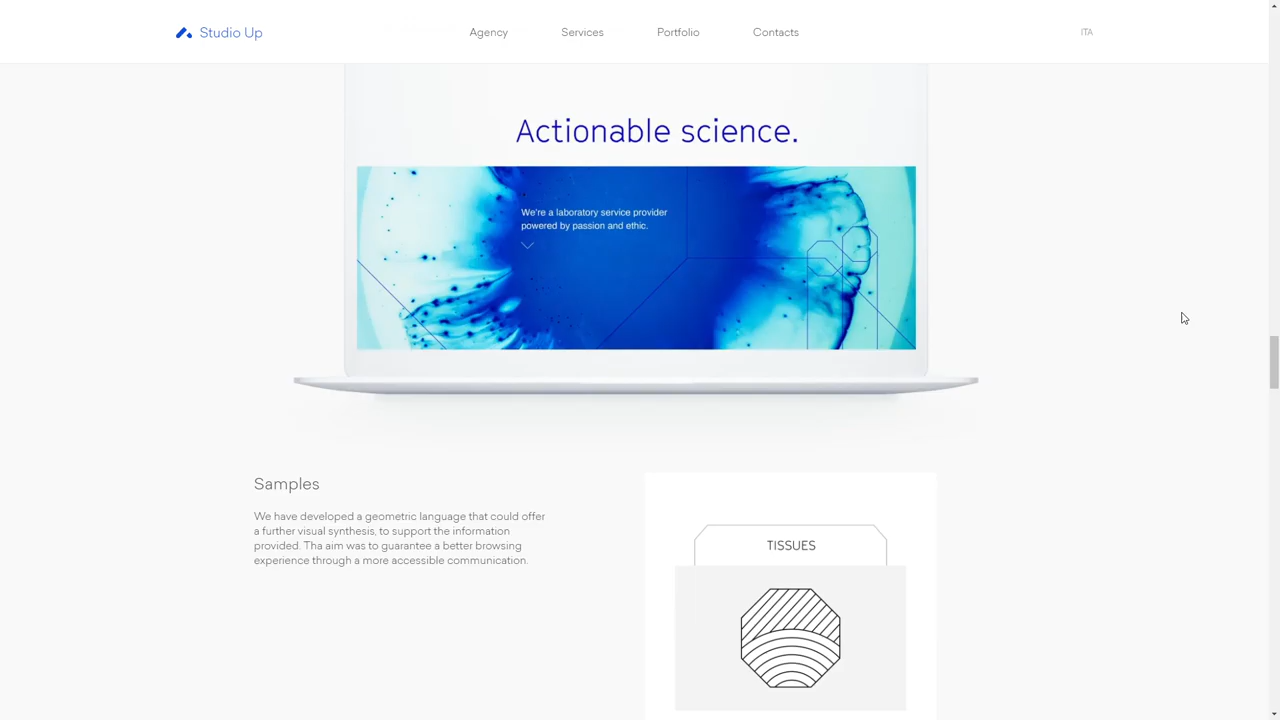 Studio Up
Agency
Services
Portfolio
Contacts
ITA
Actionable science.
We're a laboratory service provider
powered by passion and ethic.
Samples
We have developed a geometric language that could offer
a further visual synthesis, to support the information
provided. Tha aim was to guarantee a better browsing
experience through a more accessible communication.
TISSUES